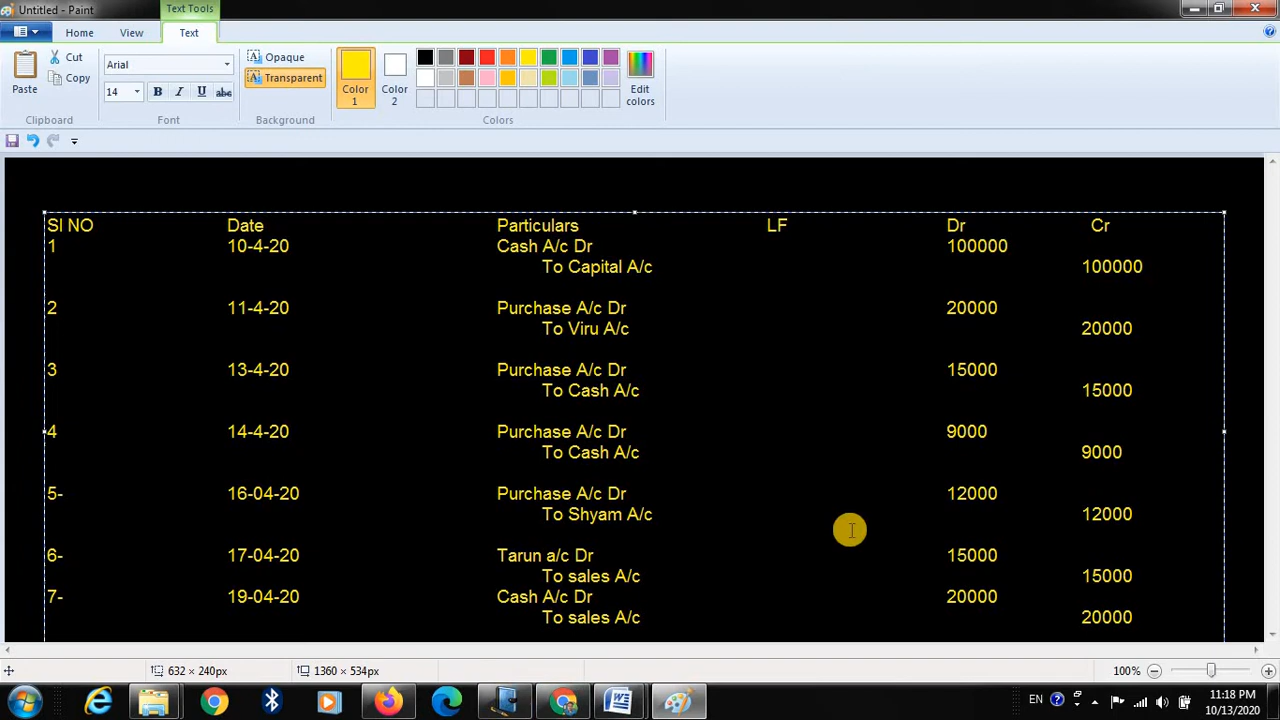 Untitled - Paint
Text Tools
Home View Text
Cut
Copy
Paste
Clipboard
Arial
14 B I U abc
Font
Opaque
Transparent
Background
Color 1
Color 2
Edit colors
Colors
Sl NO Date Particulars LF Dr Cr
1 10-4-20 Cash A/c Dr 100000
To Capital A/c 100000
2 11-4-20 Purchase A/c Dr 20000
To Viru A/c 20000
3 13-4-20 Purchase A/c Dr 15000
To Cash A/c 15000
4 14-4-20 Purchase A/c Dr 9000
To Cash A/c 9000
5- 16-04-20 Purchase A/c Dr 12000
To Shyam A/c 12000
6- 17-04-20 Tarun a/c Dr 15000
To sales A/c 15000
7- 19-04-20 Cash A/c Dr 20000
To sales A/c 20000
632 × 240px 1360 × 534px 100%
EN 11:18 PM
10/13/2020